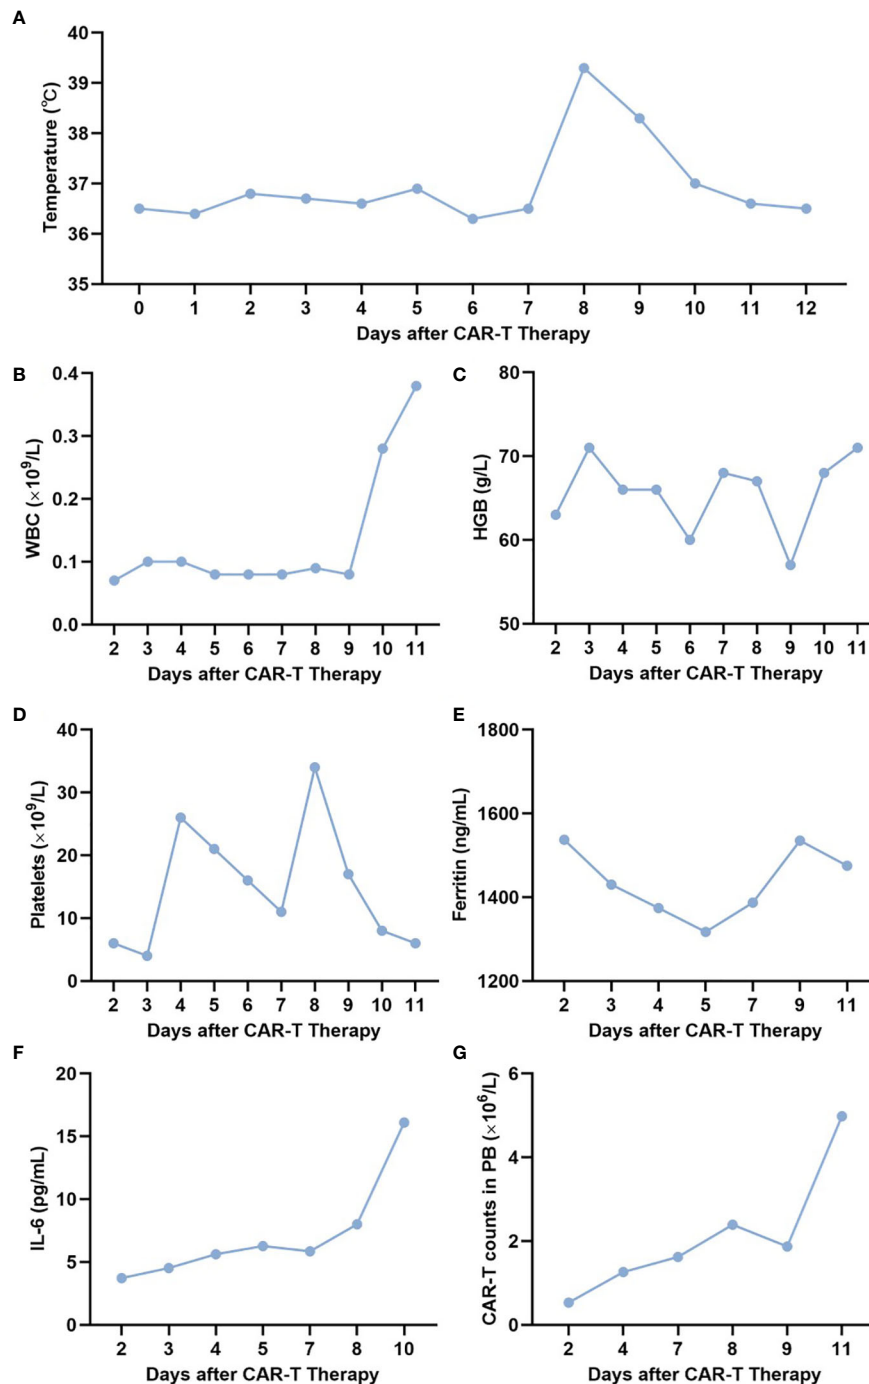 A
Temperature (℃)
40
39
38
37
36
35
0 1 2 3 4 5 6 7 8 9 10 11 12
Days after CAR-T Therapy
B
WBC (×10⁹/L)
0.4
0.3
0.2
0.1
0.0
2 3 4 5 6 7 8 9 10 11
Days after CAR-T Therapy
C
HGB (g/L)
80
70
60
50
2 3 4 5 6 7 8 9 10 11
Days after CAR-T Therapy
D
Platelets (×10⁹/L)
40
30
20
10
0
2 3 4 5 6 7 8 9 10 11
Days after CAR-T Therapy
E
Ferritin (ng/mL)
1800
1600
1400
1200
2 3 4 5 7 9 11
Days after CAR-T Therapy
F
IL-6 (pg/mL)
20
15
10
5
0
2 3 4 5 7 8 10
Days after CAR-T Therapy
G
CAR-T counts in PB (×10⁶/L)
6
4
2
0
2 4 7 8 9 11
Days after CAR-T Therapy